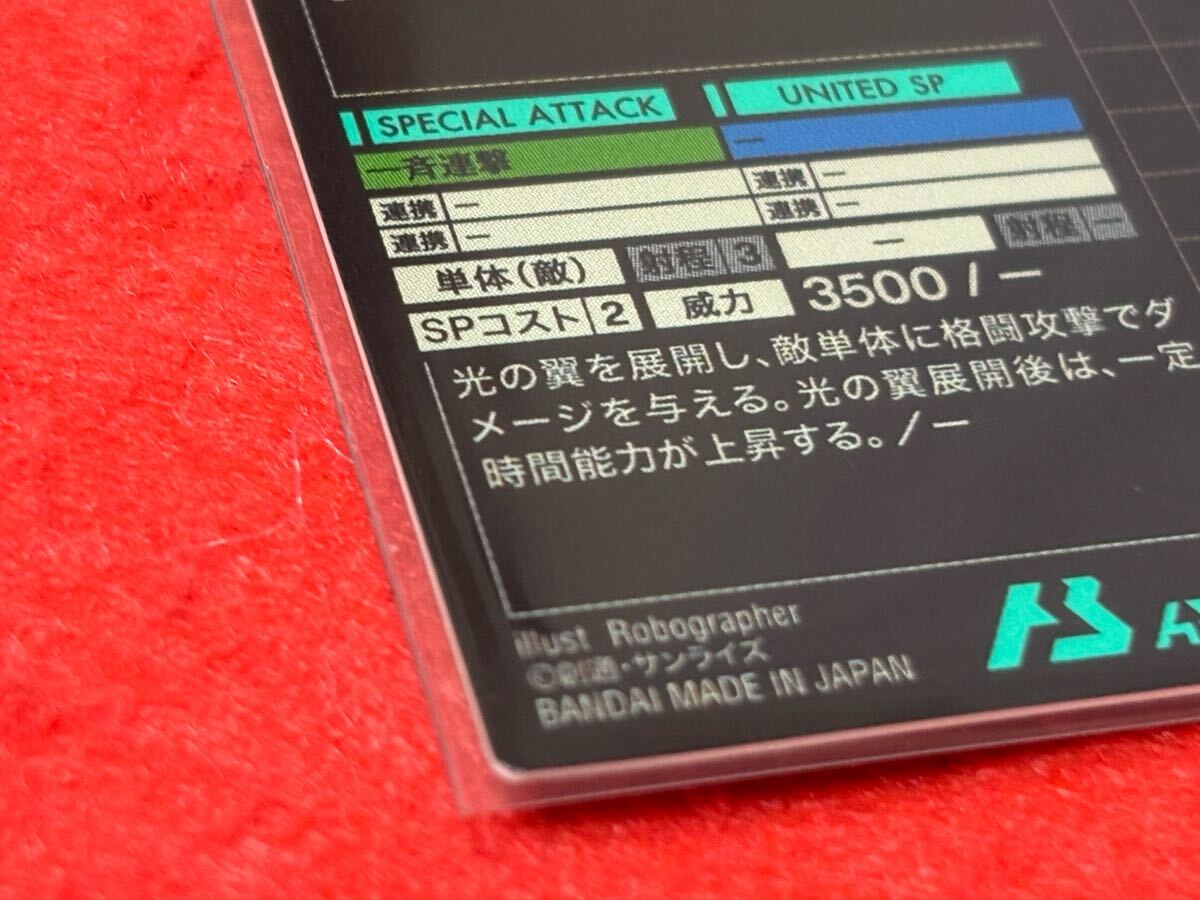 SPECIAL ATTACK
UNITED SP
一斉連撃
ー
連携 ー
連携 ー
連携 ー
連携 ー
単体(敵) 射程 3
ー 射程 ー
SPコスト 2 威力 3500 / ー
光の翼を展開し、敵単体に格闘攻撃でダ
メージを与える。光の翼展開後は、一定
時間能力が上昇する。/ー
illust Robographer
©創通・サンライズ
BANDAI MADE IN JAPAN